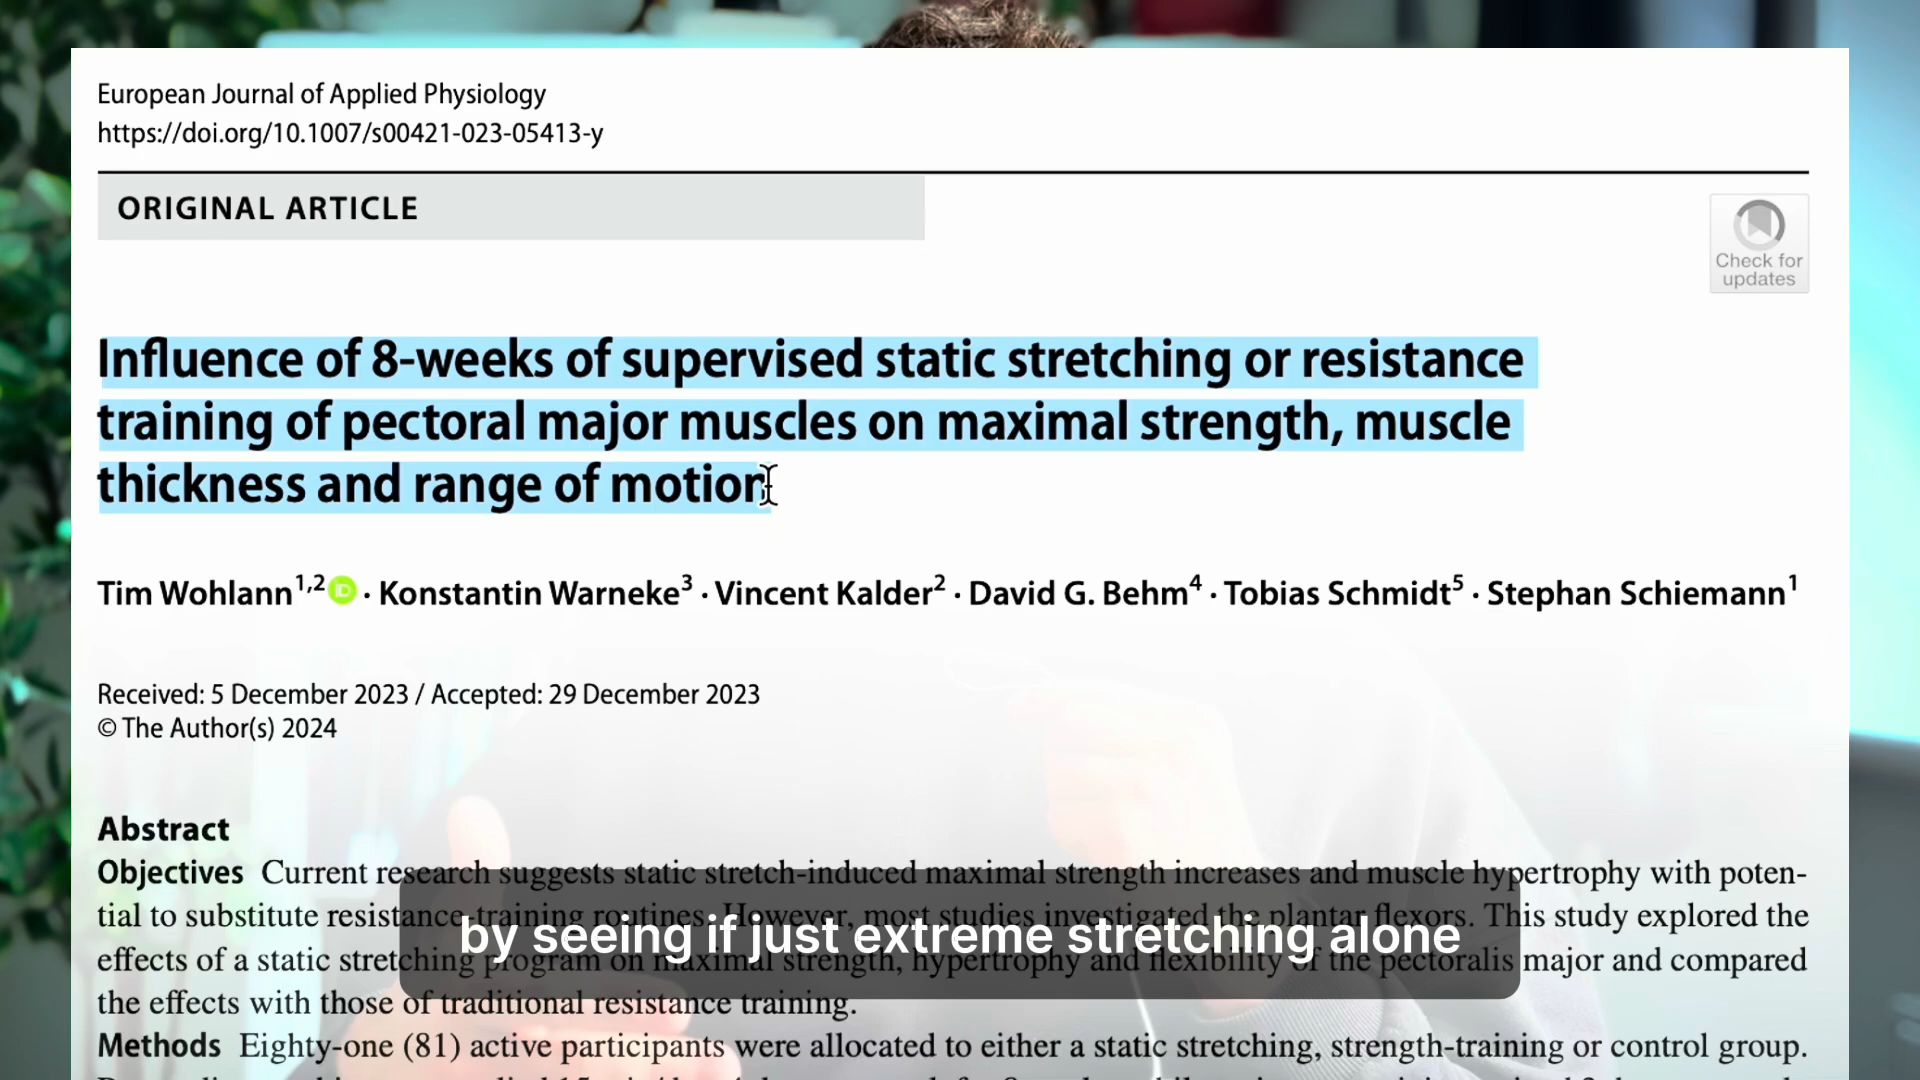 European Journal of Applied Physiology
https://doi.org/10.1007/s00421-023-05413-y
ORIGINAL ARTICLE
Check for
updates
Influence of 8-weeks of supervised static stretching or resistance
training of pectoral major muscles on maximal strength, muscle
thickness and range of motion
Tim Wohlann1,2 iD · Konstantin Warneke3 · Vincent Kalder2 · David G. Behm4 · Tobias Schmidt5 · Stephan Schiemann1
Received: 5 December 2023 / Accepted: 29 December 2023
© The Author(s) 2024
Abstract
Objectives Current research suggests static stretch-induced maximal strength increases and muscle hypertrophy with poten-
tial to substitute resistance-training routines. However, most studies investigated the plantar flexors. This study explored the
by seeing if just extreme stretching alone
effects of a static stretching program on maximal strength, hypertrophy and flexibility of the pectoralis major and compared
the effects with those of traditional resistance training.
Methods Eighty-one (81) active participants were allocated to either a static stretching, strength-training or control group.